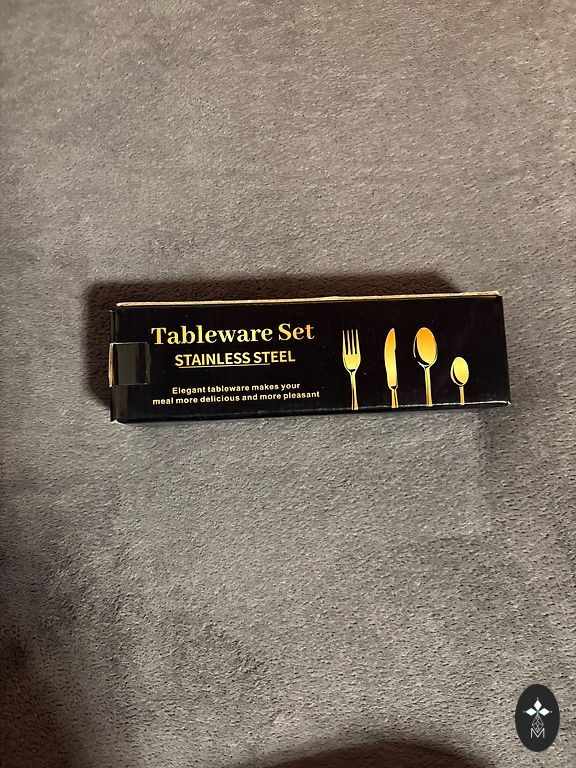 Tableware Set
STAINLESS STEEL
Elegant tableware makes your
meal more delicious and more pleasant
M